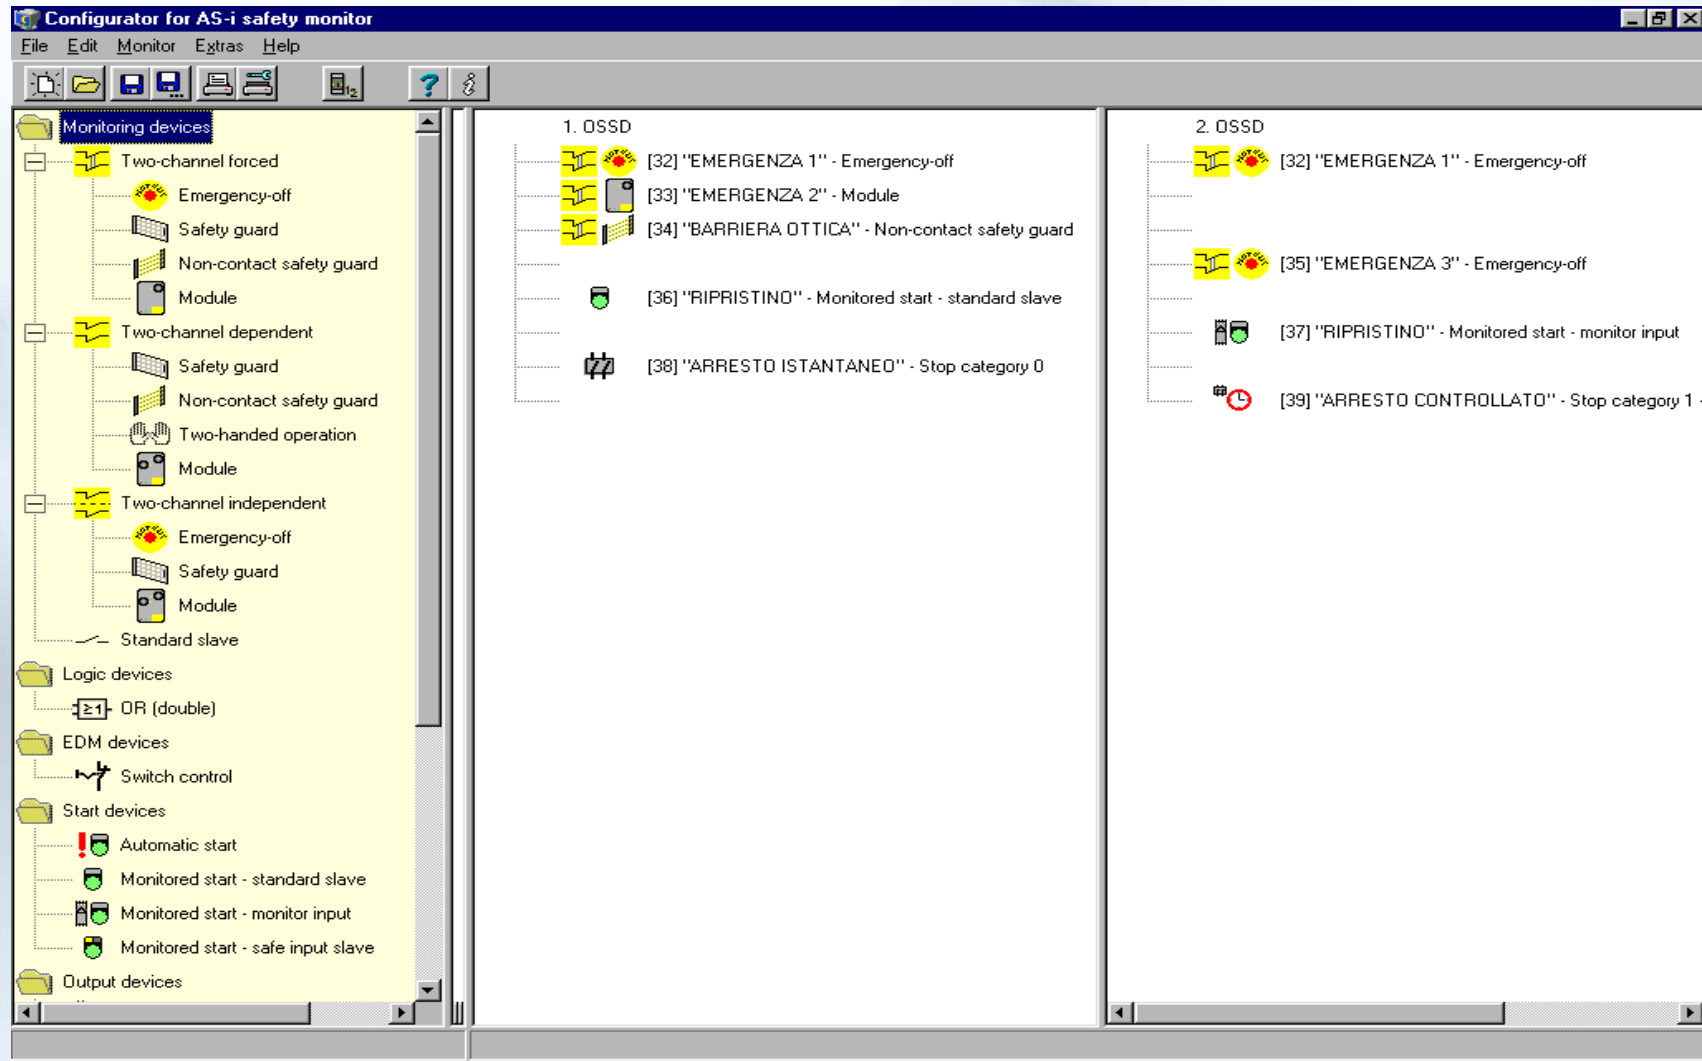 Configurator for AS-i safety monitor
File Edit Monitor Extras Help
Monitoring devices
Two-channel forced
Emergency-off
Safety guard
Non-contact safety guard
Module
Two-channel dependent
Safety guard
Non-contact safety guard
Two-handed operation
Module
Two-channel independent
Emergency-off
Safety guard
Module
Standard slave
Logic devices
≥1 OR (double)
EDM devices
Switch control
Start devices
Automatic start
Monitored start - standard slave
Monitored start - monitor input
Monitored start - safe input slave
Output devices
1. OSSD
[32] "EMERGENZA 1" - Emergency-off
[33] "EMERGENZA 2" - Module
[34] "BARRIERA OTTICA" - Non-contact safety guard
[36] "RIPRISTINO" - Monitored start - standard slave
[38] "ARRESTO ISTANTANEO" - Stop category 0
2. OSSD
[32] "EMERGENZA 1" - Emergency-off
[35] "EMERGENZA 3" - Emergency-off
[37] "RIPRISTINO" - Monitored start - monitor input
[39] "ARRESTO CONTROLLATO" - Stop category 1 -